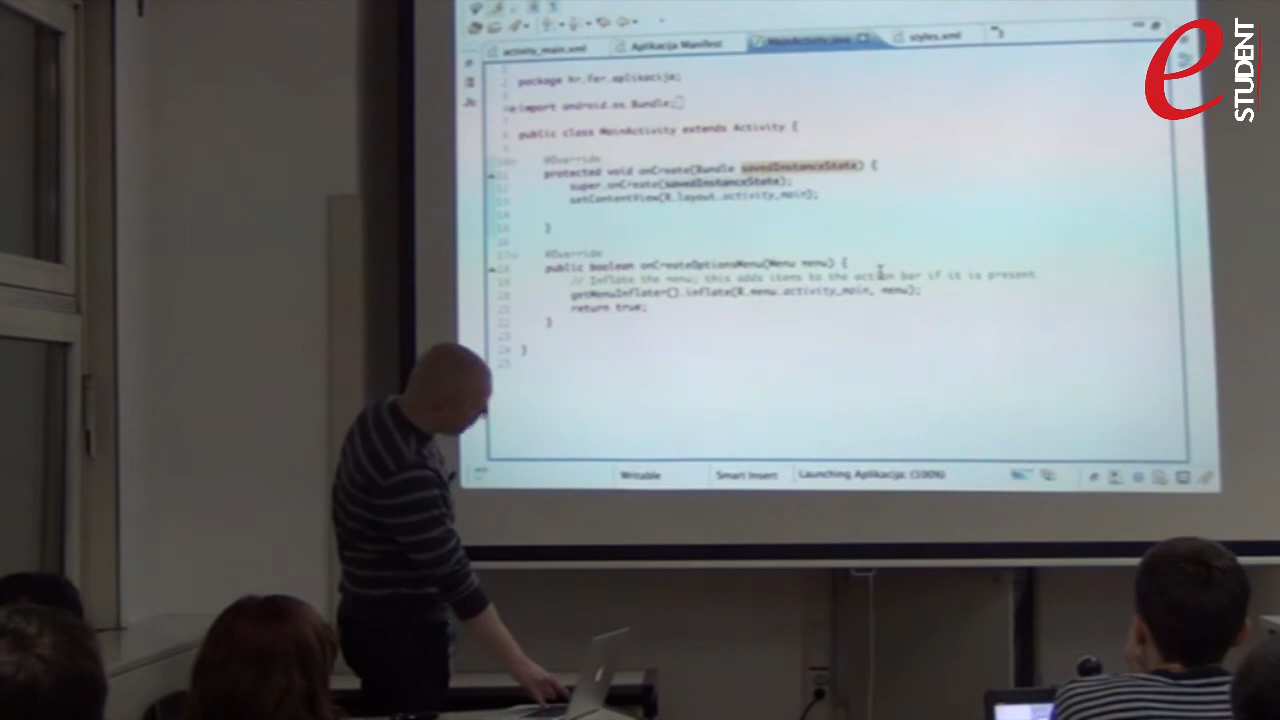 e STUDENT
activity_main.xml Aplikacija Manifest MainActivity.java styles.xml
package hr.fer.aplikacije;
import android.os.Bundle;
public class MainActivity extends Activity {
@Override
protected void onCreate(Bundle savedInstanceState) {
super.onCreate(savedInstanceState);
setContentView(R.layout.activity_main);
}
@Override
public boolean onCreateOptionsMenu(Menu menu) {
// Inflate the menu; this adds items to the action bar if it is present.
getMenuInflater().inflate(R.menu.activity_main, menu);
return true;
}
}
Writable Smart Insert Launching Aplikacija: (100%)